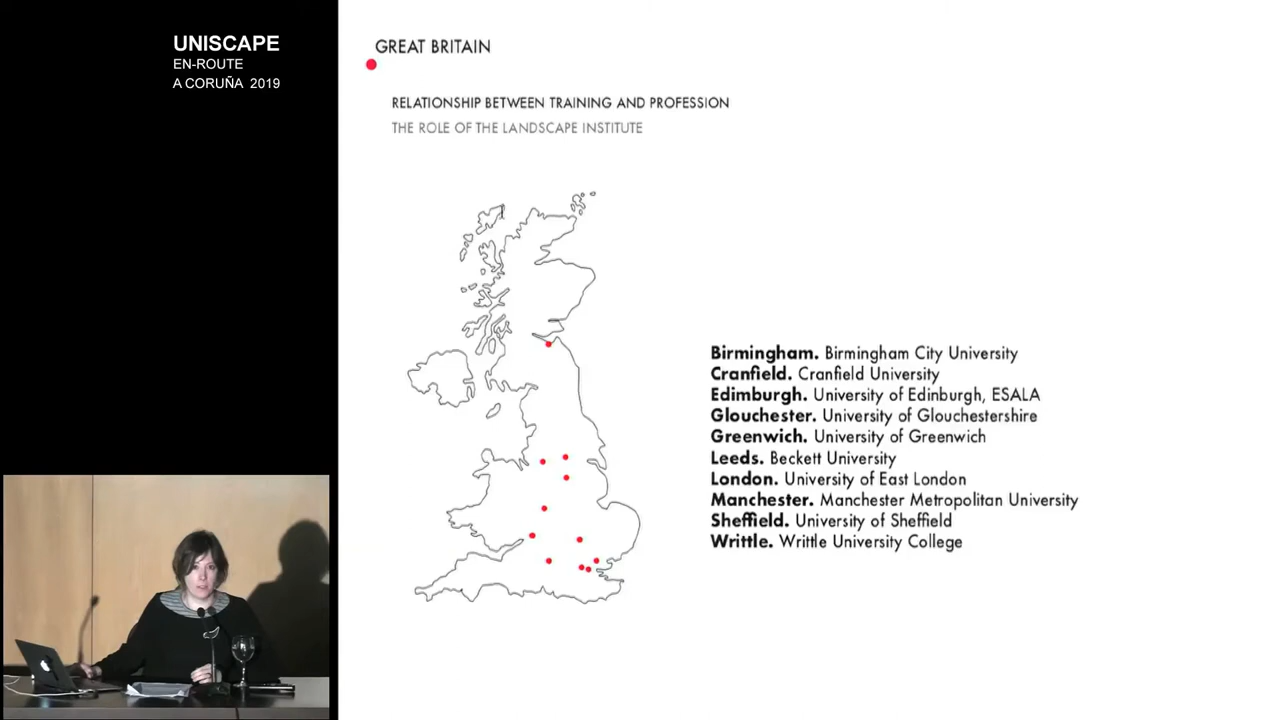 UNISCAPE
EN-ROUTE
A CORUÑA 2019
GREAT BRITAIN
RELATIONSHIP BETWEEN TRAINING AND PROFESSION
THE ROLE OF THE LANDSCAPE INSTITUTE
Birmingham. Birmingham City University
Cranfield. Cranfield University
Edimburgh. University of Edinburgh, ESALA
Glouchester. University of Glouchestershire
Greenwich. University of Greenwich
Leeds. Beckett University
London. University of East London
Manchester. Manchester Metropolitan University
Sheffield. University of Sheffield
Writtle. Writtle University College